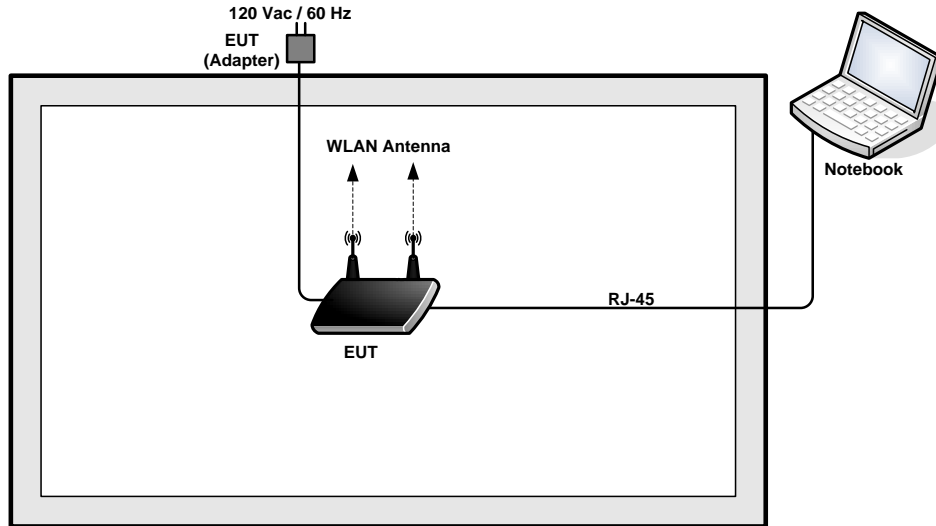 120 Vac / 60 Hz
EUT
(Adapter)
WLAN Antenna
Notebook
RJ-45
EUT